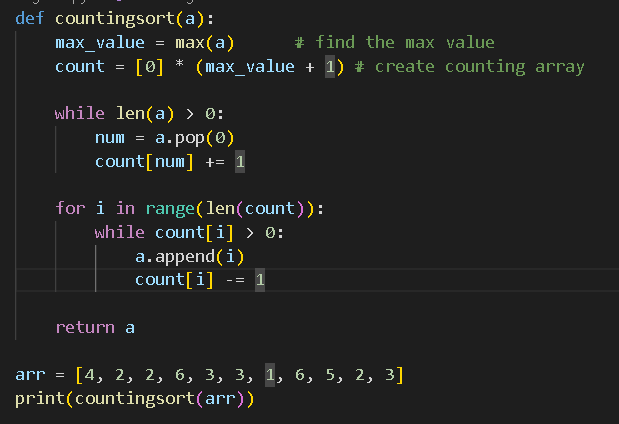 def countingsort(a):
    max_value = max(a)      # find the max value
    count = [0] * (max_value + 1) # create counting array

    while len(a) > 0:
        num = a.pop(0)
        count[num] += 1

    for i in range(len(count)):
        while count[i] > 0:
            a.append(i)
            count[i] -= 1

    return a

arr = [4, 2, 2, 6, 3, 3, 1, 6, 5, 2, 3]
print(countingsort(arr))